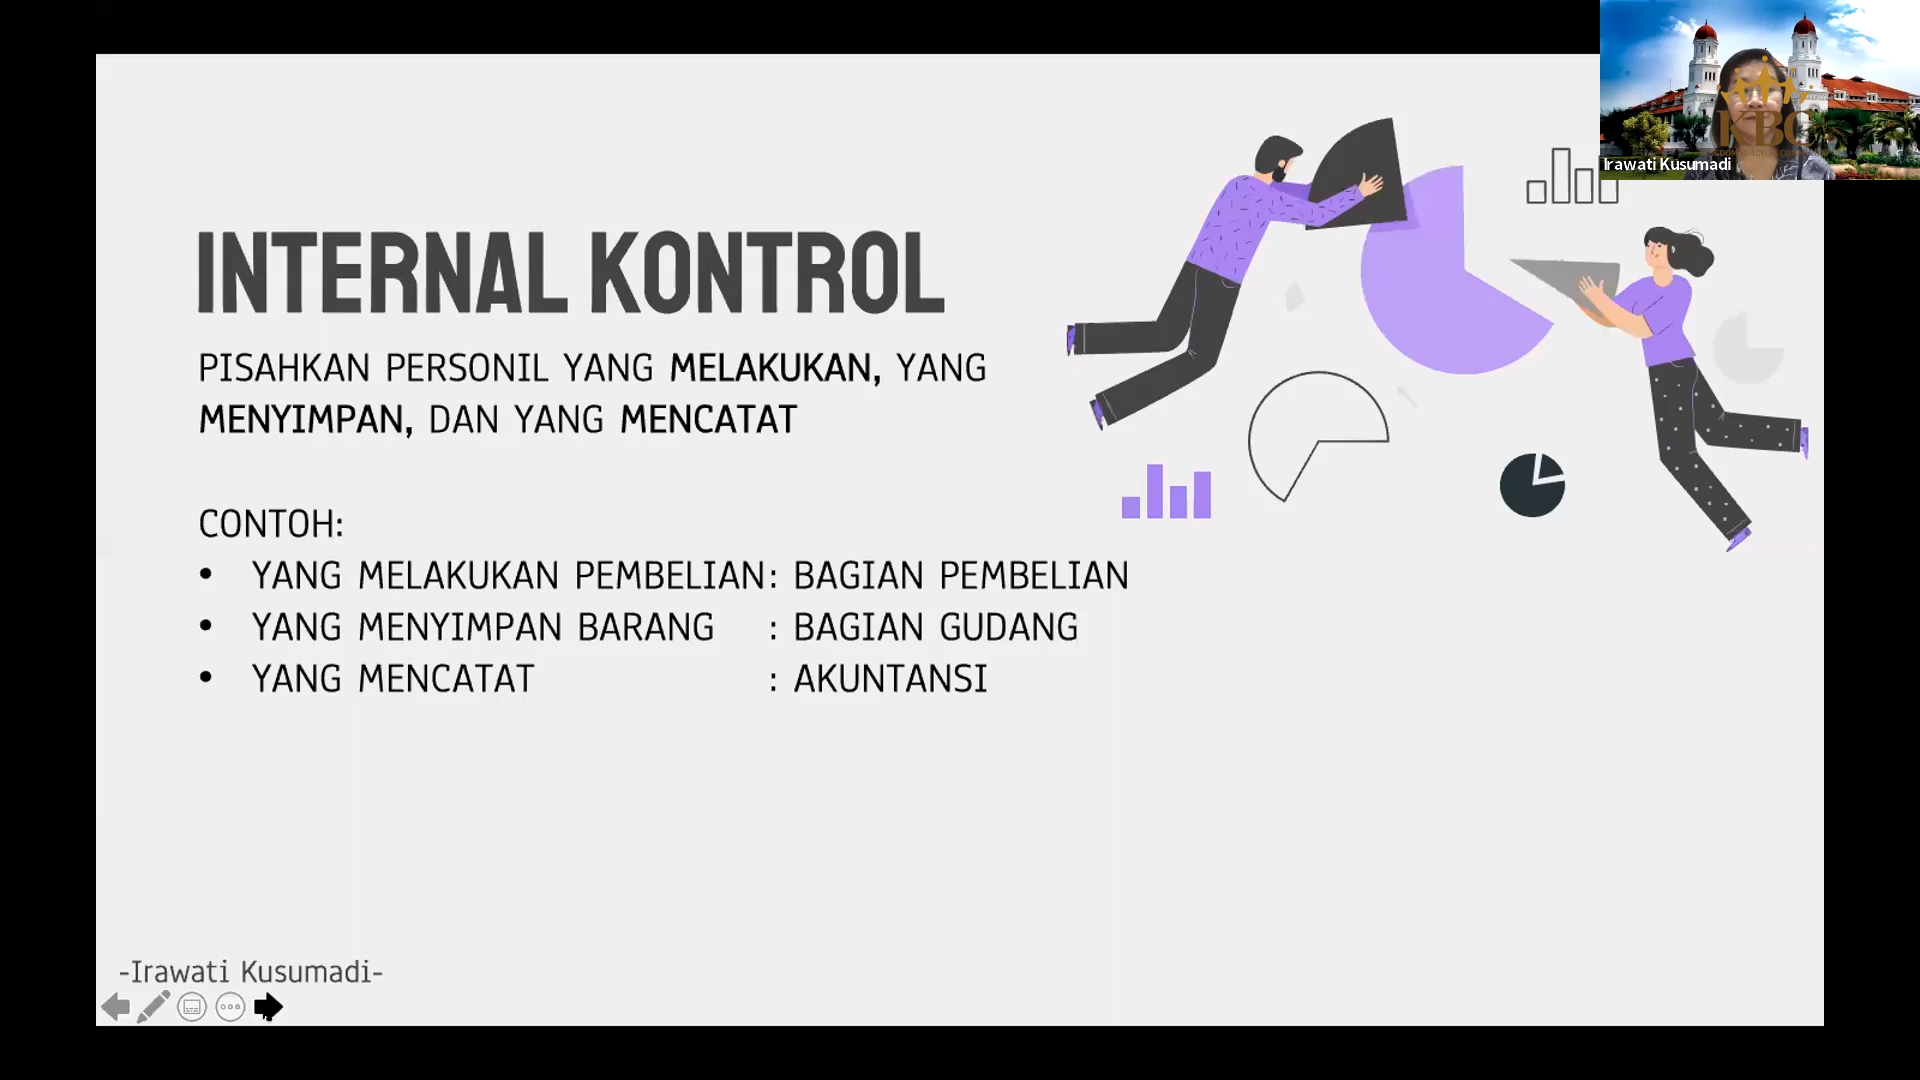 INTERNAL KONTROL
PISAHKAN PERSONIL YANG MELAKUKAN, YANG
MENYIMPAN, DAN YANG MENCATAT
CONTOH:
• YANG MELAKUKAN PEMBELIAN: BAGIAN PEMBELIAN
• YANG MENYIMPAN BARANG : BAGIAN GUDANG
• YANG MENCATAT : AKUNTANSI
-Irawati Kusumadi-
KBC
Irawati Kusumadi